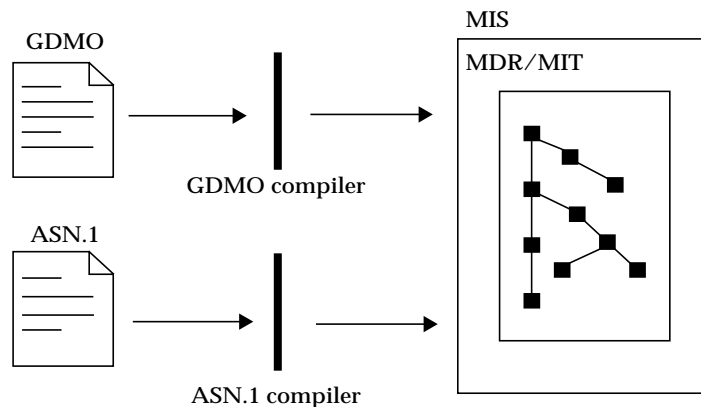 MIS
GDMO
MDR/MIT
GDMO compiler
ASN.1
ASN.1 compiler